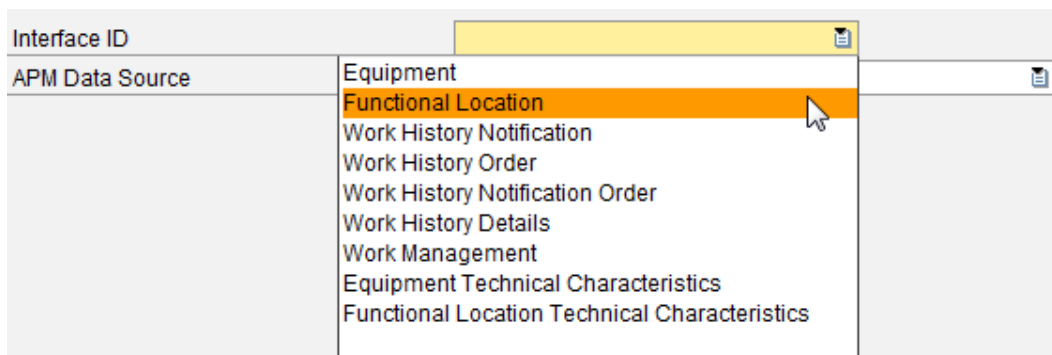 Interface ID
APM Data Source
Equipment
Functional Location
Work History Notification
Work History Order
Work History Notification Order
Work History Details
Work Management
Equipment Technical Characteristics
Functional Location Technical Characteristics